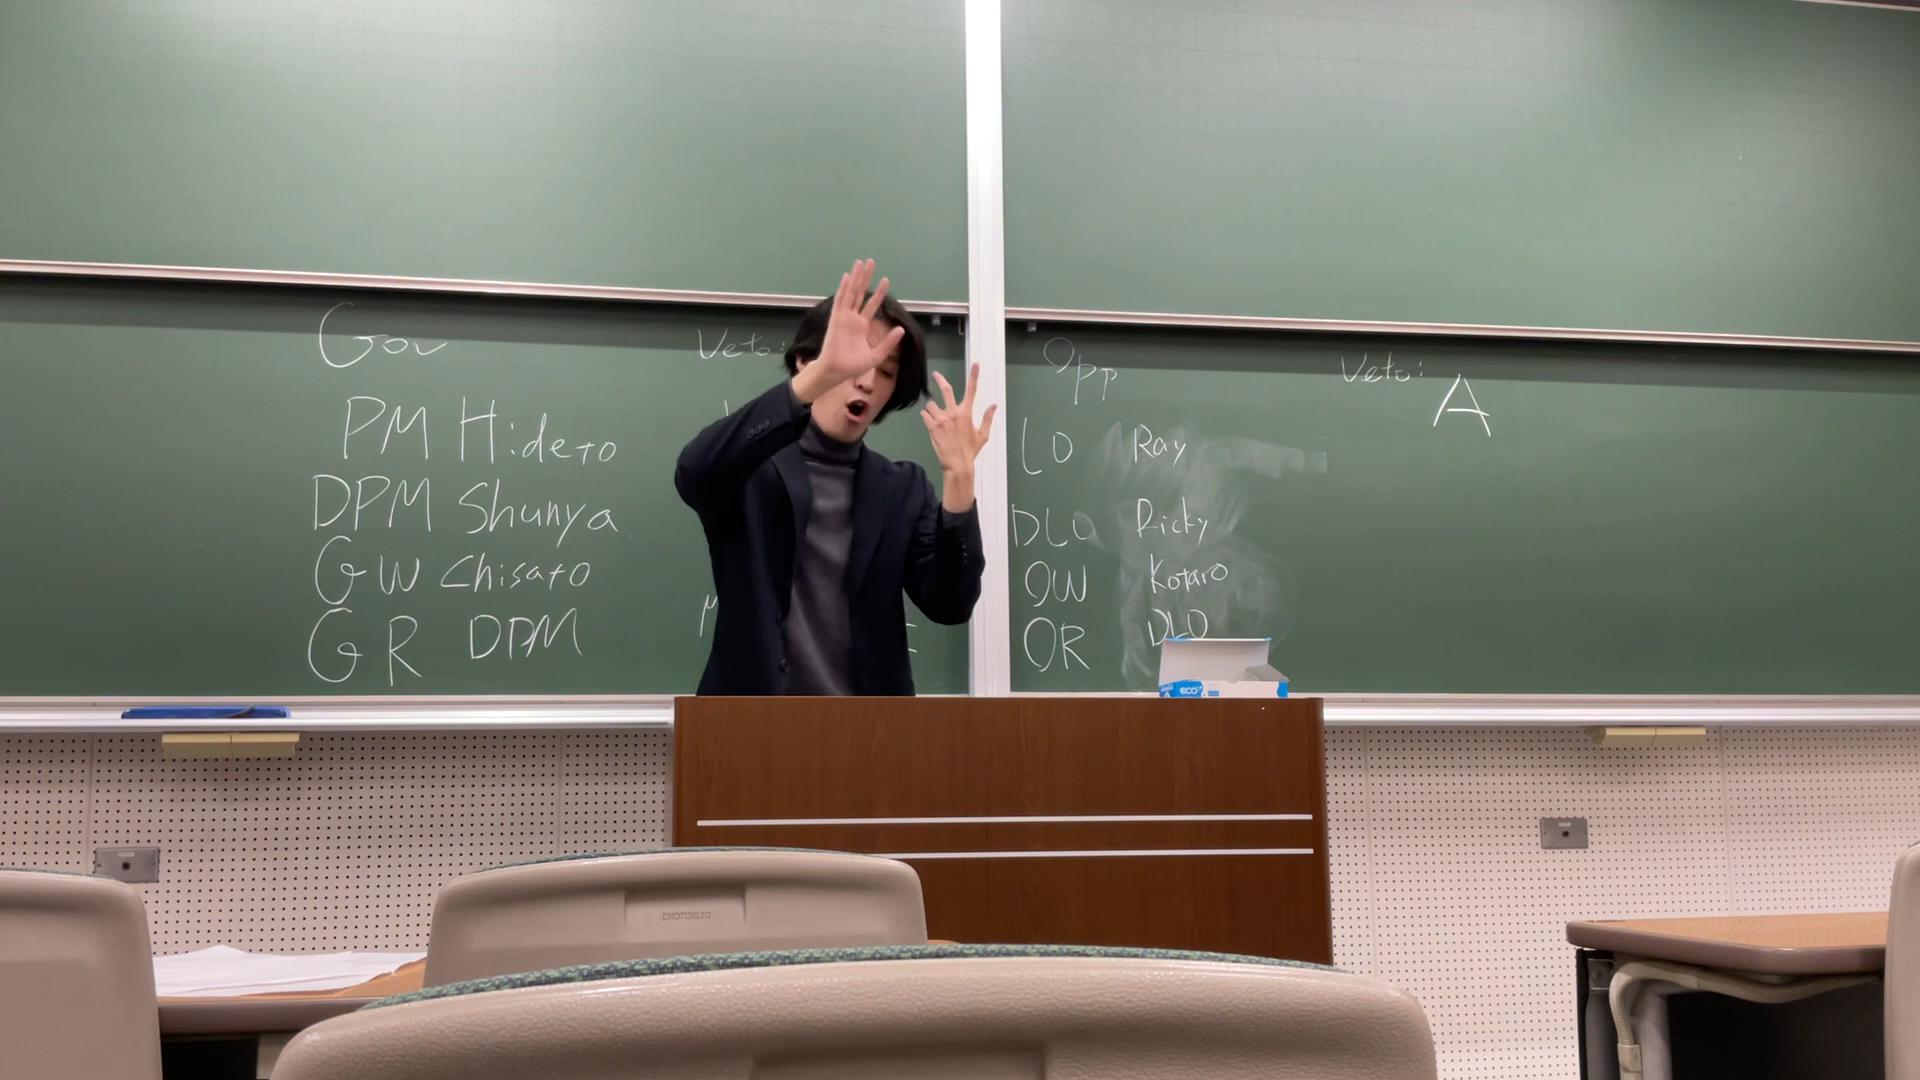 Gov
Veto:
PM Hideto
DPM Shunya
GW Chisato
GR DPM
Opp
Veto:
A
LO Ray
DLO Ricky
OW Kotaro
OR DLO
eco